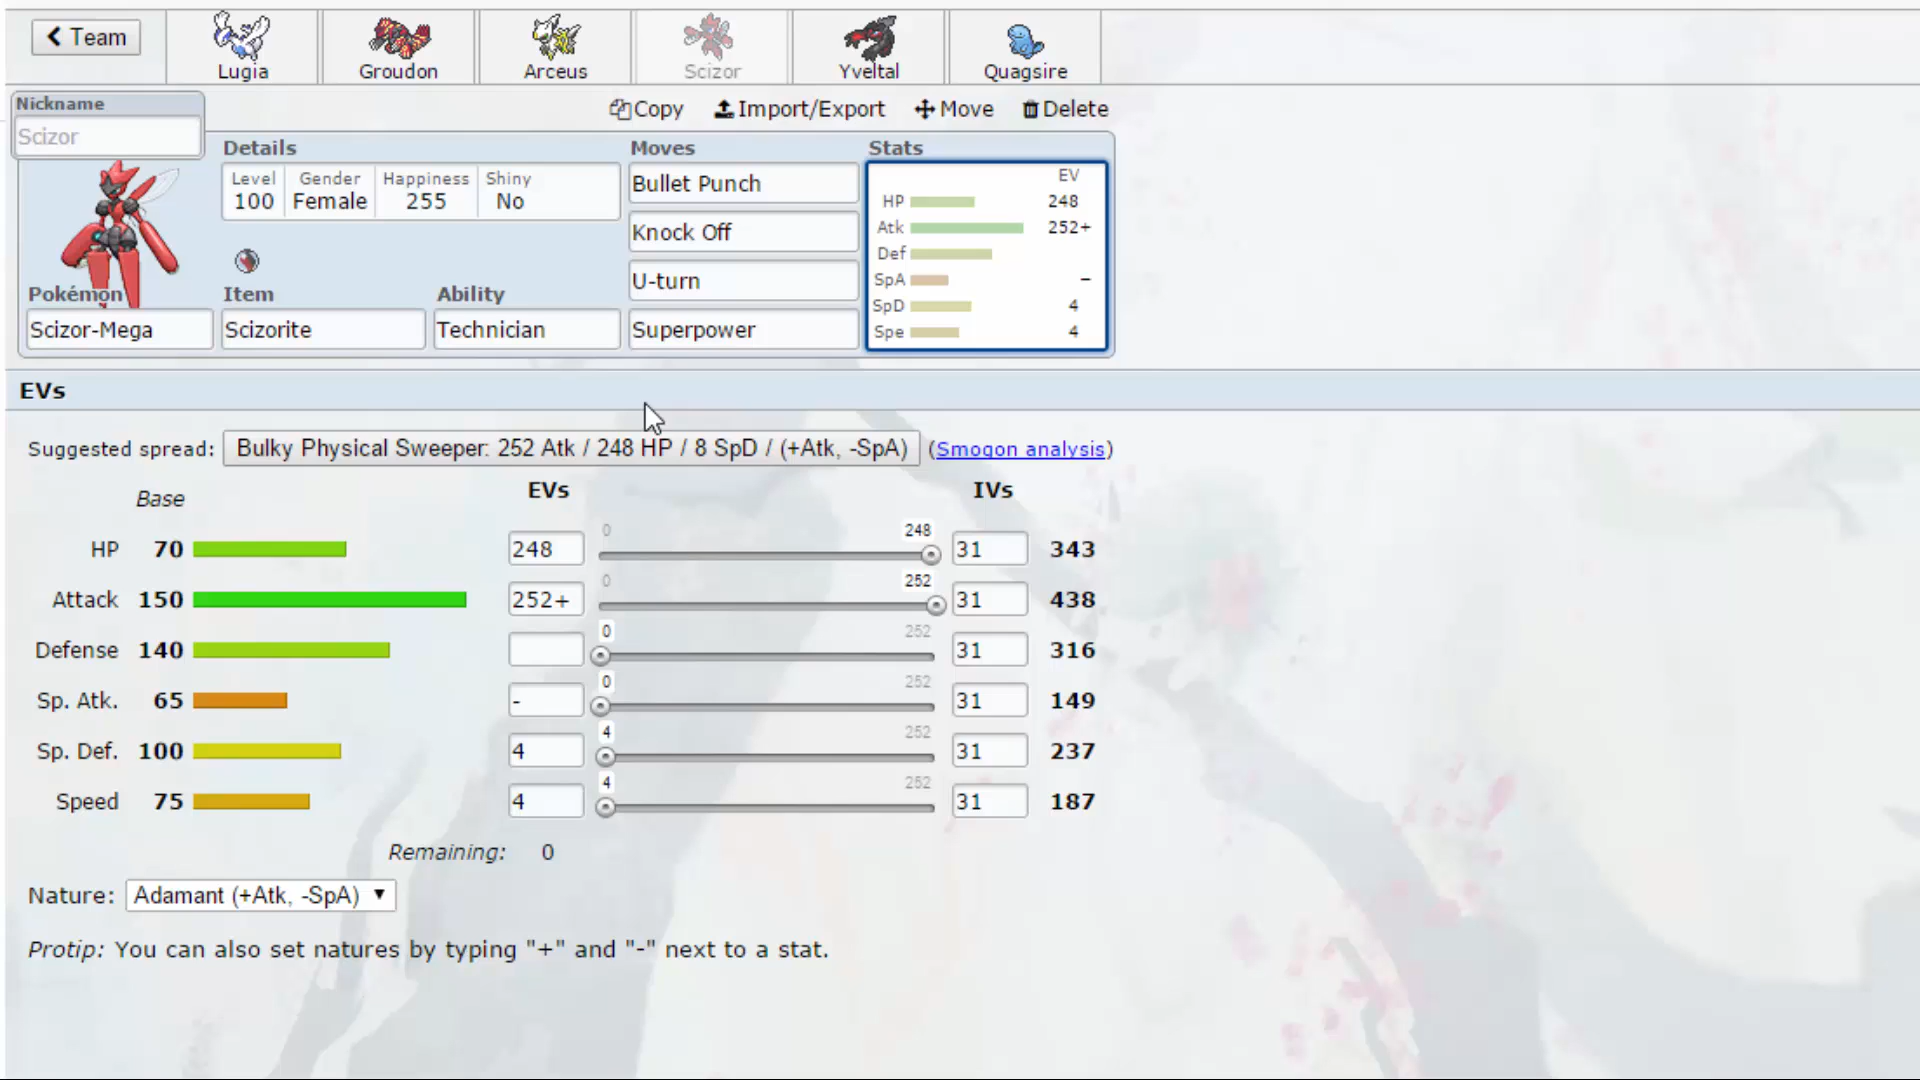 Team
Lugia
Groudon
Arceus
Scizor
Yveltal
Quagsire
Copy Import/Export Move Delete
Nickname
Scizor
Details
Level Gender Happiness Shiny
100 Female 255 No
Pokémon Item Ability
Scizor-Mega Scizorite Technician
Moves
Bullet Punch
Knock Off
U-turn
Superpower
Stats
EV
HP 248
Atk 252+
Def
SpA –
SpD 4
Spe 4
EVs
Suggested spread: Bulky Physical Sweeper: 252 Atk / 248 HP / 8 SpD / (+Atk, -SpA) (Smogon analysis)
Base EVs IVs
HP 70 248 0 248 31 343
Attack 150 252+ 0 252 31 438
Defense 140 0 252 31 316
Sp. Atk. 65 - 0 252 31 149
Sp. Def. 100 4 4 252 31 237
Speed 75 4 4 252 31 187
Remaining: 0
Nature: Adamant (+Atk, -SpA)
Protip: You can also set natures by typing "+" and "-" next to a stat.